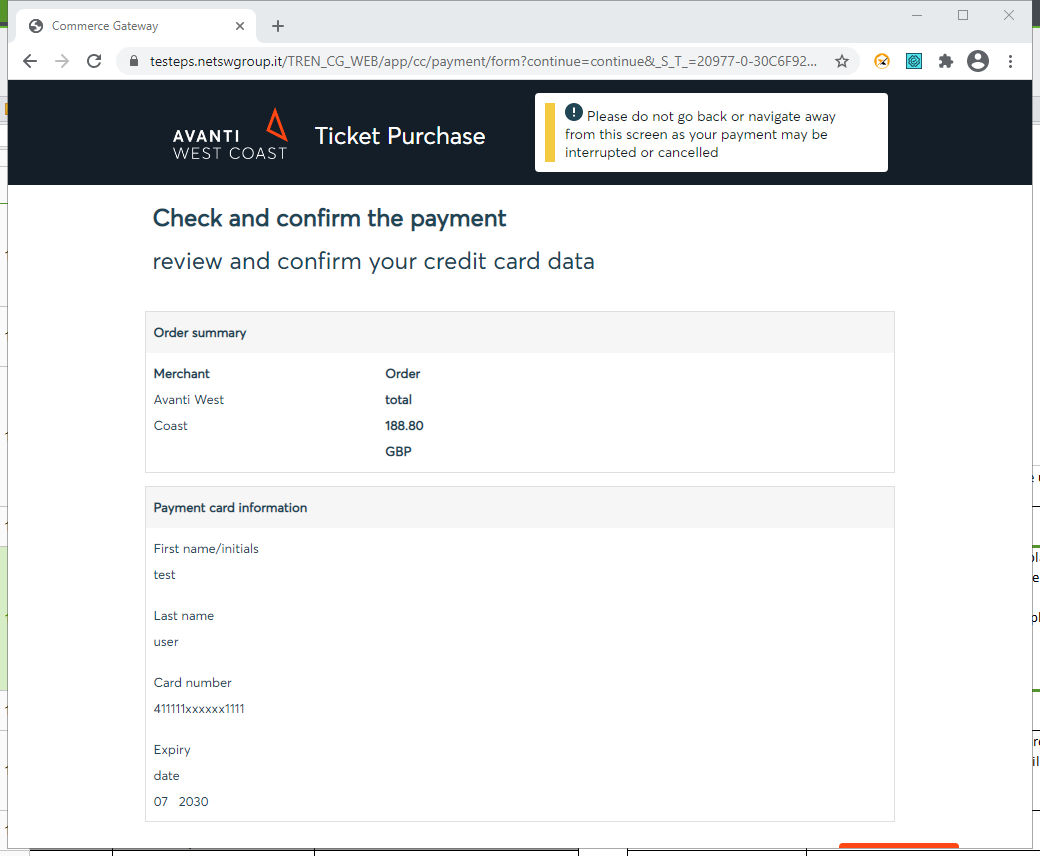 Commerce Gateway
testeps.netswgroup.it/TREN_CG_WEB/app/cc/payment/form?continue=continue&_S_T_=20977-0-30C6F92...
AVANTI
WEST COAST
Ticket Purchase
Please do not go back or navigate away
from this screen as your payment may be
interrupted or cancelled
Check and confirm the payment
review and confirm your credit card data
Order summary
Merchant
Avanti West
Coast
Order
total
188.80
GBP
Payment card information
First name/initials
test
Last name
user
Card number
411111xxxxxx1111
Expiry
date
07 2030